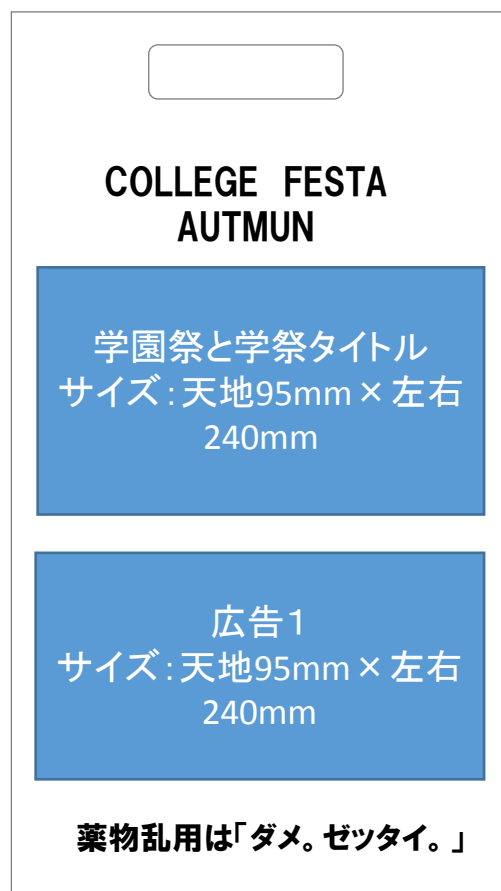 COLLEGE　FESTA
AUTMUN
学園祭と学祭タイトル
サイズ：天地95mm×左右
240mm
広告１
サイズ：天地95mm×左右
240mm
薬物乱用は「ダメ。ゼッタイ。」